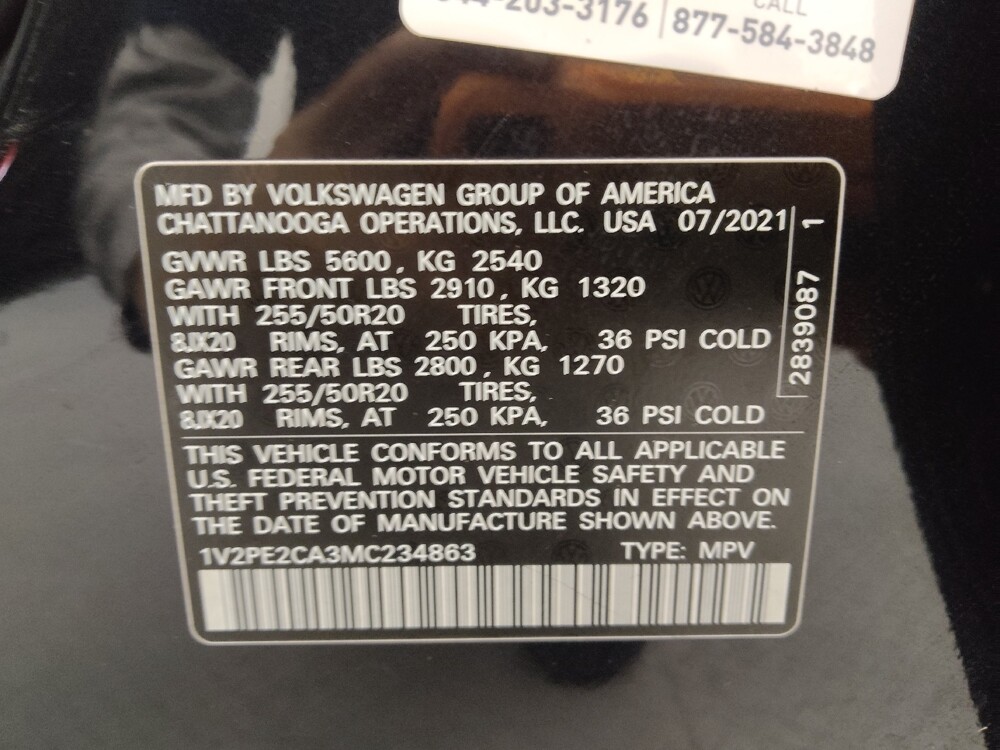 CALL
203-3176 | 877-584-3848
MFD BY VOLKSWAGEN GROUP OF AMERICA
CHATTANOOGA OPERATIONS, LLC. USA 07/2021
GVWR LBS 5600, KG 2540
GAWR FRONT LBS 2910, KG 1320
WITH 255/50R20 TIRES,
8JX20 RIMS, AT 250 KPA, 36 PSI COLD
GAWR REAR LBS 2800, KG 1270
WITH 255/50R20 TIRES,
8JX20 RIMS, AT 250 KPA, 36 PSI COLD
2839087 1
THIS VEHICLE CONFORMS TO ALL APPLICABLE
U.S. FEDERAL MOTOR VEHICLE SAFETY AND
THEFT PREVENTION STANDARDS IN EFFECT ON
THE DATE OF MANUFACTURE SHOWN ABOVE.
1V2PE2CA3MC234863 TYPE: MPV